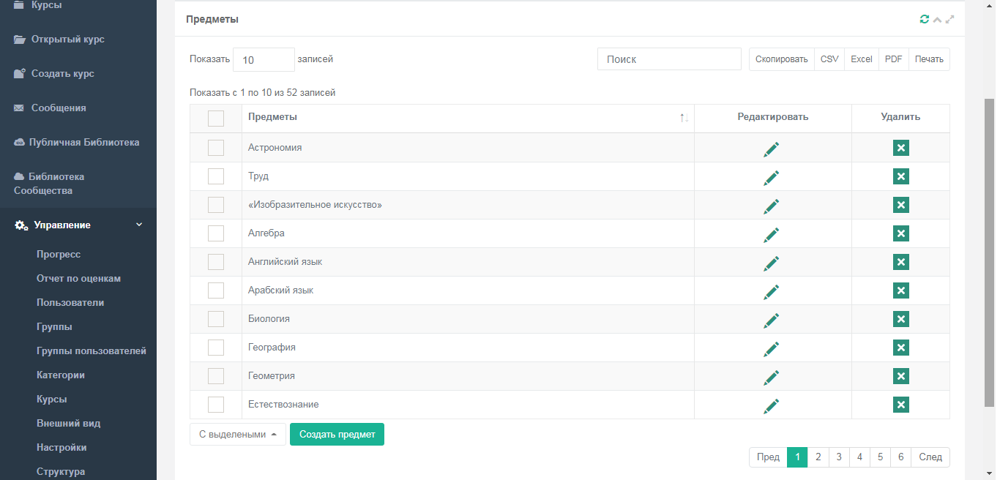 Курсы
Открытый курс
Создать курс
Сообщения
Публичная Библиотека
Библиотека
Сообщества
Управление
Прогресс
Отчет по оценкам
Пользователи
Группы
Группы пользователей
Категории
Курсы
Внешний вид
Настройки
Структура
Предметы
Показать 10 записей
Поиск
Скопировать CSV Excel PDF Печать
Показать с 1 по 10 из 52 записей
Предметы Редактировать Удалить
Астрономия
Труд
«Изобразительное искусство»
Алгебра
Английский язык
Арабский язык
Биология
География
Геометрия
Естествознание
С выделеными Создать предмет
Пред 1 2 3 4 5 6 След